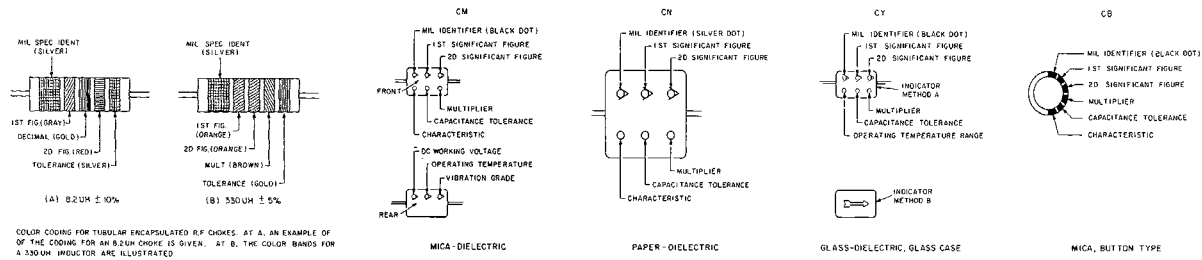 MIL SPEC IDENT
(SILVER)
1ST FIG.(GRAY)
DECIMAL (GOLD)
2D FIG.(RED)
TOLERANCE (SILVER)
(A) 8.2UH ± 10%
MIL SPEC IDENT
(SILVER)
1ST FIG.
(ORANGE)
2D FIG.(ORANGE)
MULT (BROWN)
TOLERANCE (GOLD)
(B) 330UH ± 5%
COLOR CODING FOR TUBULAR ENCAPSULATED R.F CHOKES. AT A, AN EXAMPLE OF
OF THE CODING FOR AN 8.2UH CHOKE IS GIVEN. AT B, THE COLOR BANDS FOR
A 330 UH INDUCTOR ARE ILLUSTRATED
CM
MIL IDENTIFIER (BLACK DOT)
1ST SIGNIFICANT FIGURE
2D SIGNIFICANT FIGURE
FRONT
MULTIPLIER
CAPACITANCE TOLERANCE
CHARACTERISTIC
DC WORKING VOLTAGE
OPERATING TEMPERATURE
VIBRATION GRADE
REAR
MICA-DIELECTRIC
CN
MIL IDENTIFIER (SILVER DOT)
1ST SIGNIFICANT FIGURE
2D SIGNIFICANT FIGURE
MULTIPLIER
CAPACITANCE TOLERANCE
CHARACTERISTIC
PAPER-DIELECTRIC
CY
MIL IDENTIFIER (BLACK DOT)
1ST SIGNIFICANT FIGURE
2D SIGNIFICANT FIGURE
INDICATOR
METHOD A
MULTIPLIER
CAPACITANCE TOLERANCE
OPERATING TEMPERATURE RANGE
INDICATOR
METHOD B
GLASS-DIELECTRIC, GLASS CASE
CB
MIL IDENTIFIER (BLACK DOT)
1ST SIGNIFICANT FIGURE
2D SIGNIFICANT FIGURE
MULTIPLIER
CAPACITANCE TOLERANCE
CHARACTERISTIC
MICA, BUTTON TYPE